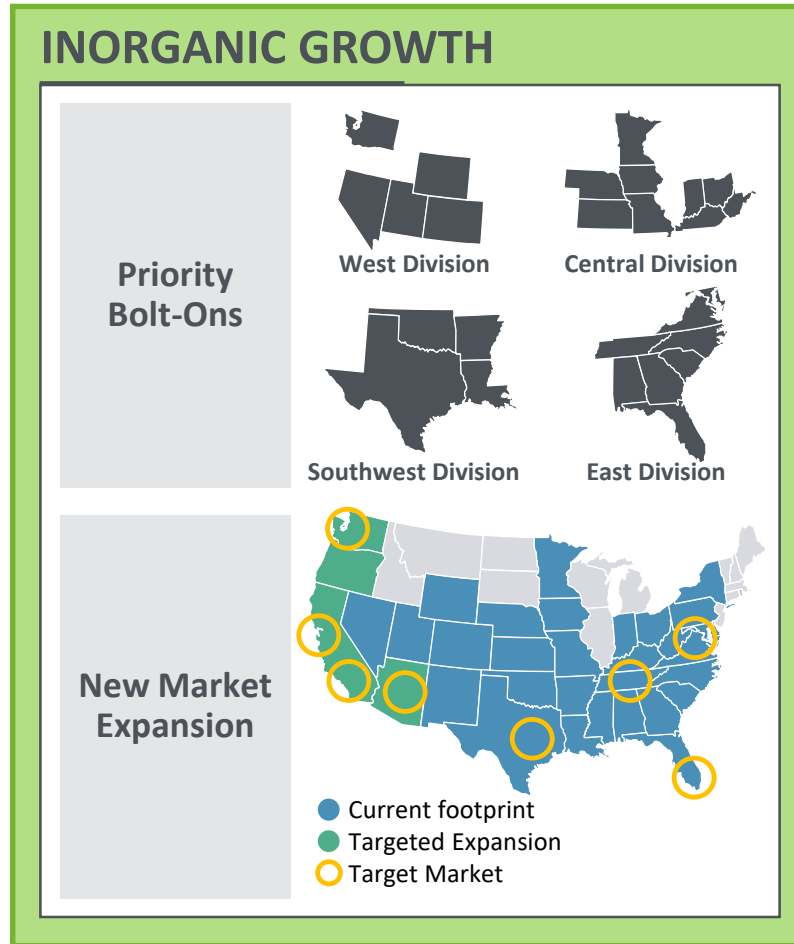 INORGANIC GROWTH
Priority
Bolt-Ons
West Division
Central Division
Southwest Division
East Division
New Market
Expansion
Current footprint
Targeted Expansion
Target Market